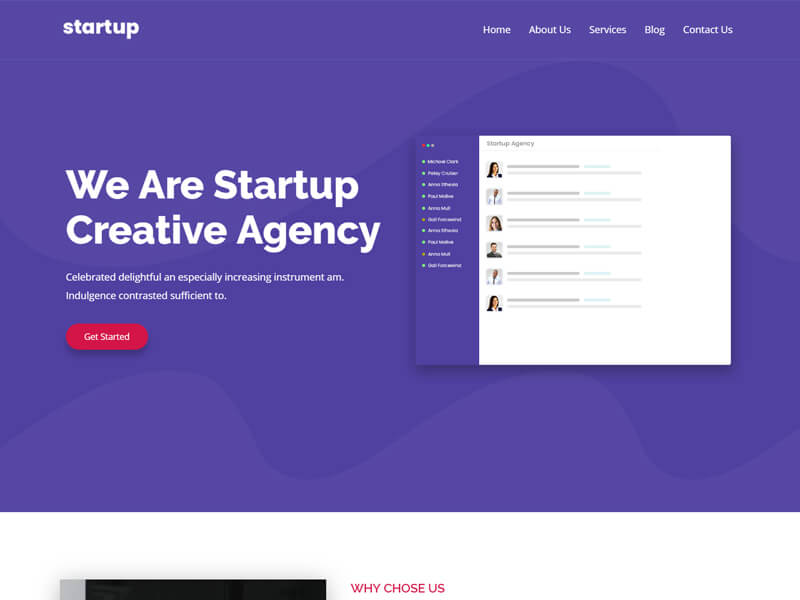 startup
Home About Us Services Blog Contact Us
We Are Startup
Creative Agency
Celebrated delightful an especially increasing instrument am.
Indulgence contrasted sufficient to.
Get Started
Startup Agency
Michael Clark
Patey Cruiser
Anna Sthesia
Paul Molive
Anna Mull
Gail Forcewind
Anna Sthesia
Paul Molive
Anna Mull
Gail Forcewind
WHY CHOSE US